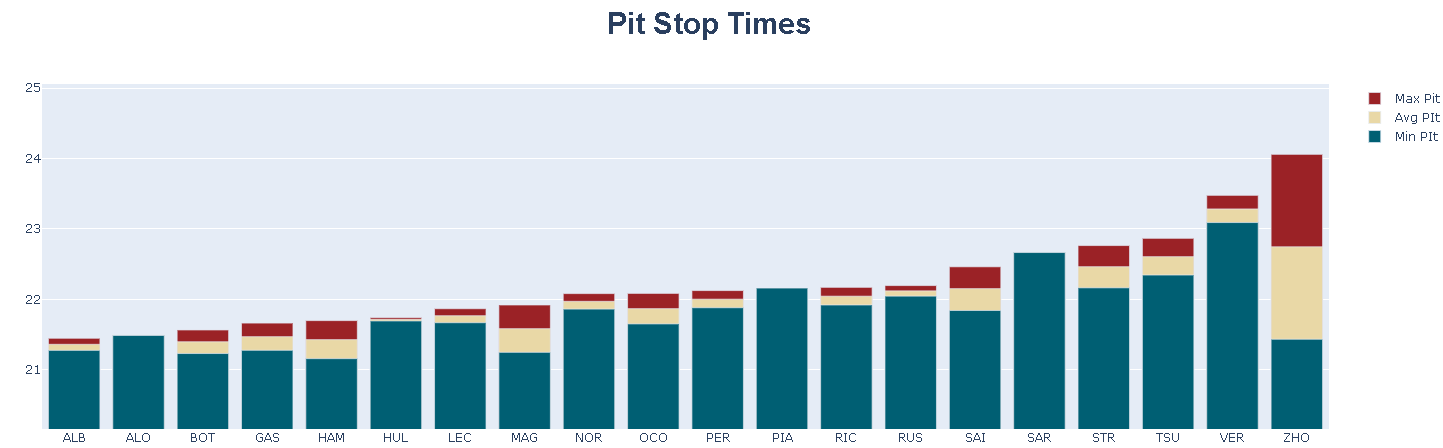 Pit Stop Times
25
24
23
22
21
ALB ALO BOT GAS HAM HUL LEC MAG NOR OCO PER PIA RIC RUS SAI SAR STR TSU VER ZHO
Max Pit
Avg PIt
Min PIt